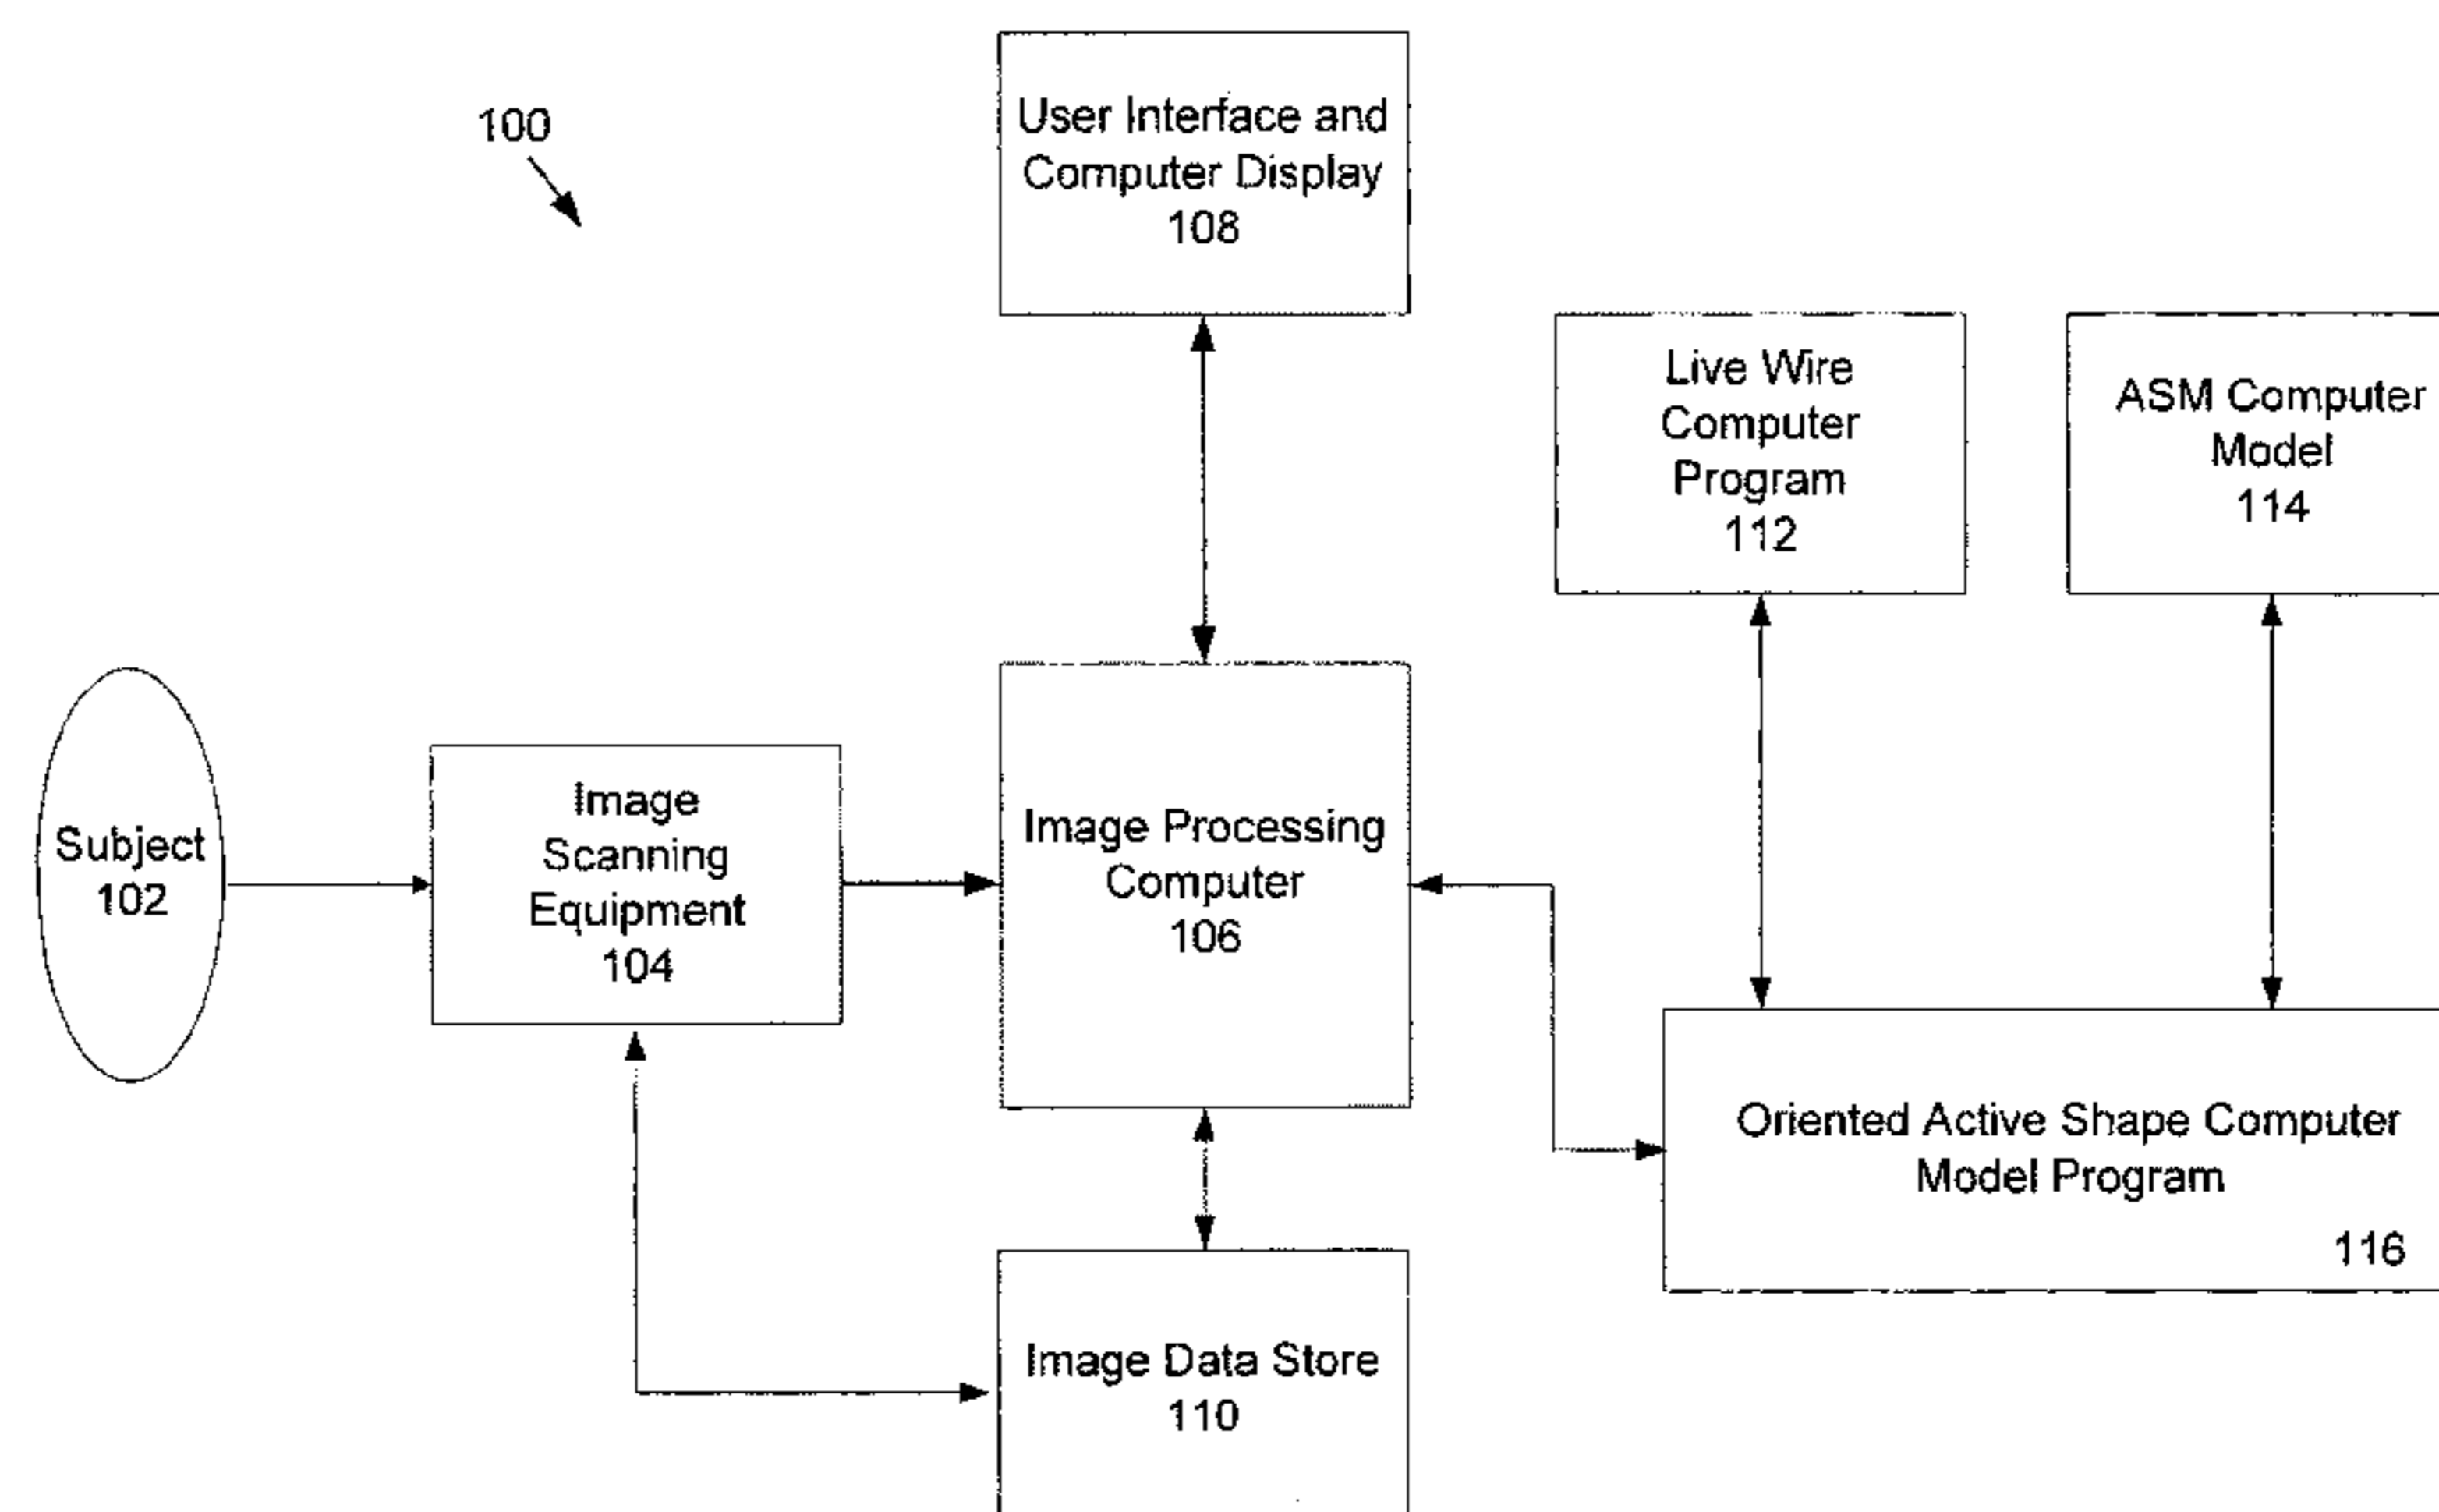 100
User Interface and
Computer Display
108
Live Wire
Computer
Program
112
ASM Computer
Model
114
Subject
102
Image
Scanning
Equipment
104
Image Processing
Computer
106
Oriented Active Shape Computer
Model Program
116
Image Data Store
110